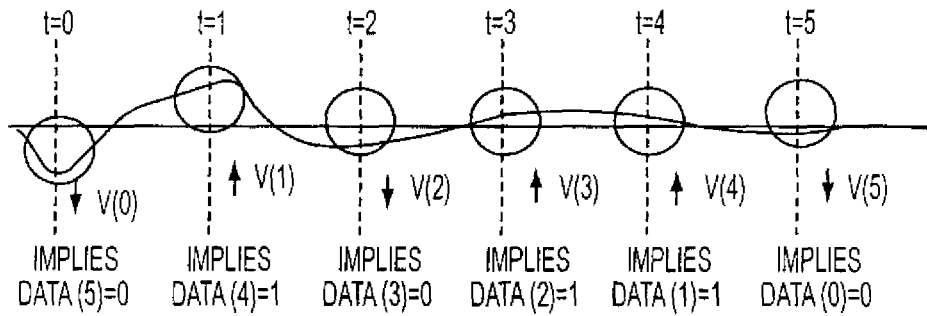 t=0 t=1 t=2 t=3 t=4 t=5
V(0) V(1) V(2) V(3) V(4) V(5)
IMPLIES IMPLIES IMPLIES IMPLIES IMPLIES IMPLIES
DATA (5)=0 DATA (4)=1 DATA (3)=0 DATA (2)=1 DATA (1)=1 DATA (0)=0